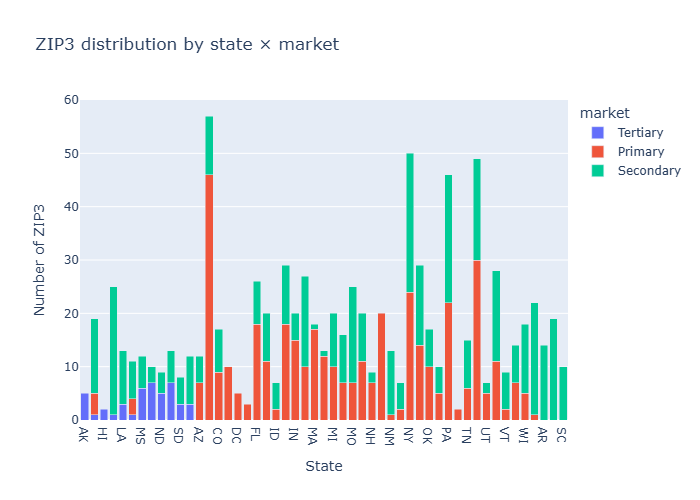 ZIP3 distribution by state × market
market
Tertiary
Primary
Secondary
Number of ZIP3
60
50
40
30
20
10
0
AK HI LA MS ND SD AZ CO DC FL ID IN MA MI MO NH NM NY OK PA TN UT VT WI AR SC
State